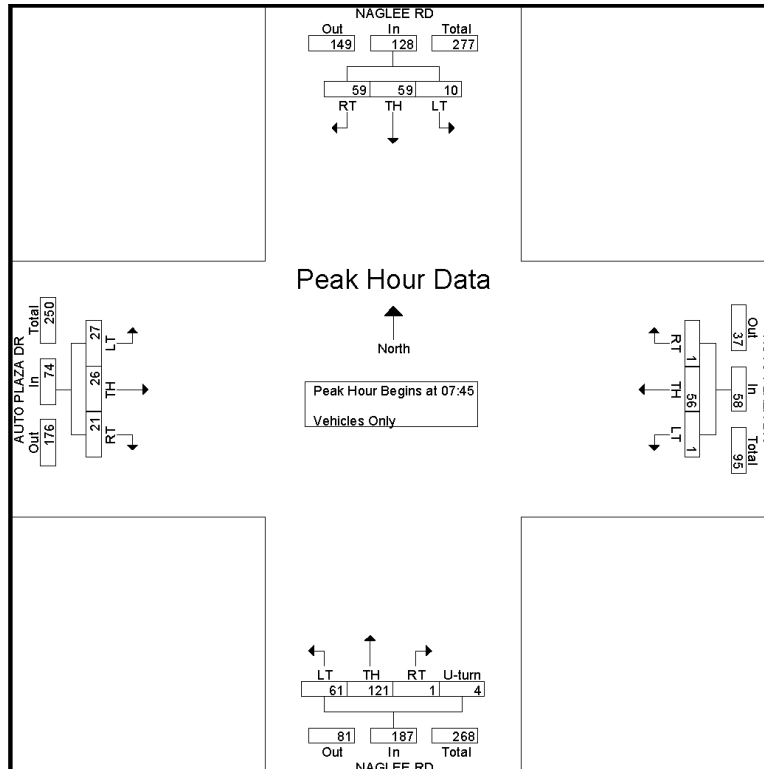 NAGLEE RD
Out In Total
149 128 277
59 59 10
RT TH LT
Peak Hour Data
North
Peak Hour Begins at 07:45
Vehicles Only
AUTO PLAZA DR
Total In Out
250 74 176
27 26 21
LT TH RT
RT TH LT
1 56 1
Out In Total
37 58 95
LT TH RT U-turn
61 121 1 4
81 187 268
Out In Total
NAGLEE RD